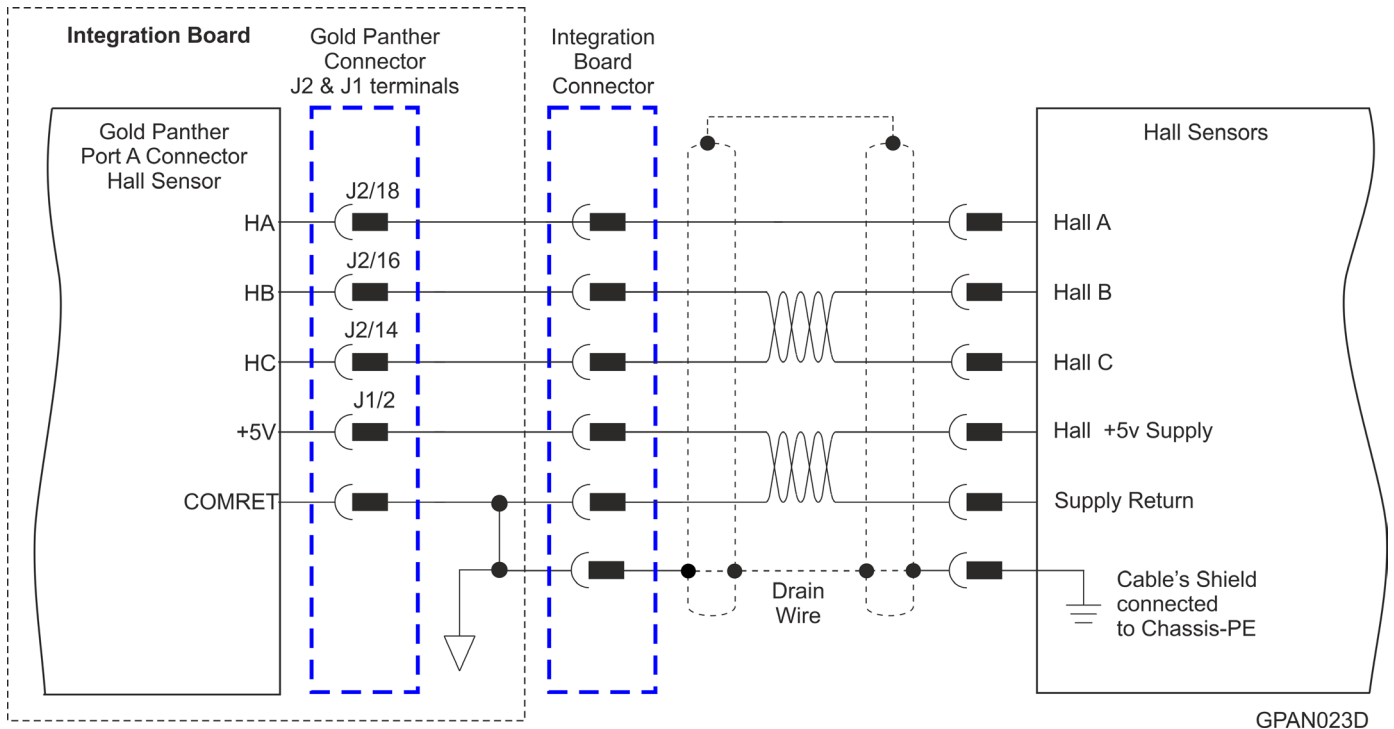 Integration Board
Gold Panther
Connector
J2 & J1 terminals
Integration
Board
Connector
Gold Panther
Port A Connector
Hall Sensor
Hall Sensors
J2/18
HA
Hall A
J2/16
HB
Hall B
J2/14
HC
Hall C
J1/2
+5V
Hall +5v Supply
COMRET
Supply Return
Drain
Wire
Cable's Shield
connected
to Chassis-PE
GPAN023D